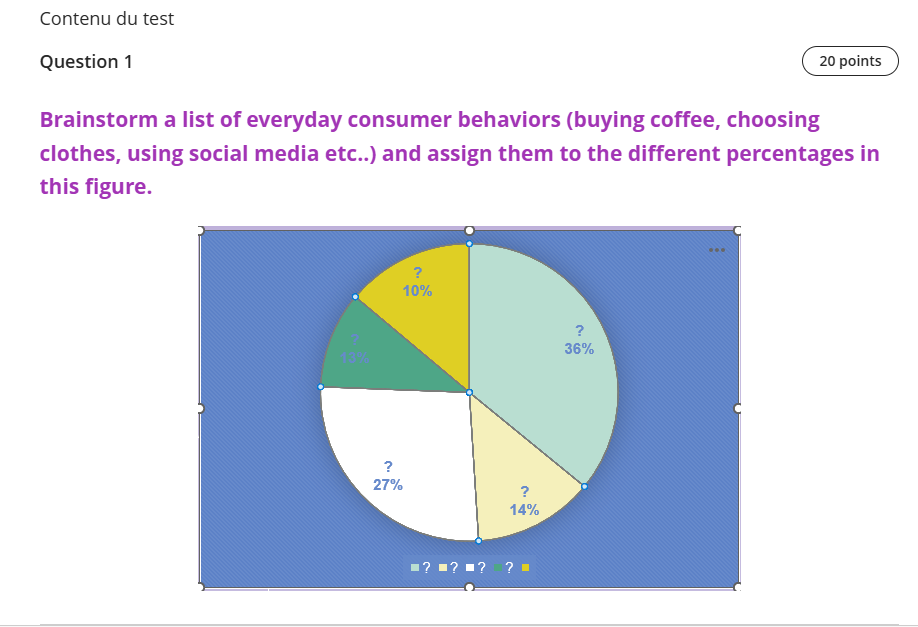 Contenu du test
Question 1
20 points
Brainstorm a list of everyday consumer behaviors (buying coffee, choosing
clothes, using social media etc..) and assign them to the different percentages in
this figure.
?
10%
?
36%
?
?
27%
?
14%
? ? ? ?